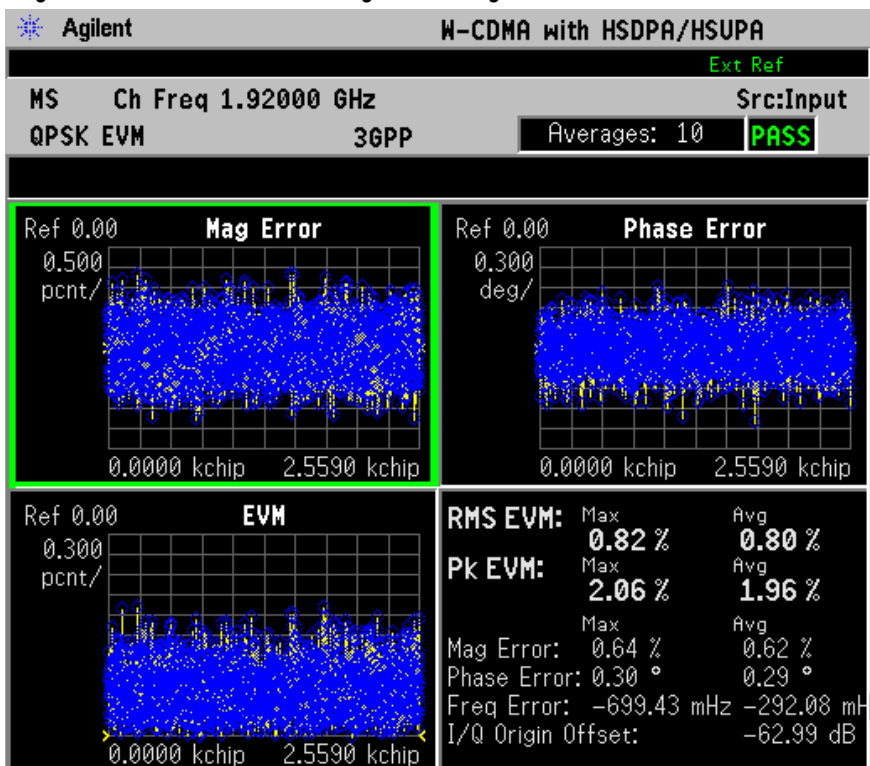 Agilent W-CDMA with HSDPA/HSUPA
Ext Ref
MS Ch Freq 1.92000 GHz Src:Input
QPSK EVM 3GPP Averages: 10 PASS
Ref 0.00 Mag Error
0.500
pcnt/
0.0000 kchip 2.5590 kchip
Ref 0.00 Phase Error
0.300
deg/
0.0000 kchip 2.5590 kchip
Ref 0.00 EVM
0.300
pcnt/
0.0000 kchip 2.5590 kchip
RMS EVM: Max Avg
0.82 % 0.80 %
Pk EVM: Max Avg
2.06 % 1.96 %
Max Avg
Mag Error: 0.64 % 0.62 %
Phase Error: 0.30 ° 0.29 °
Freq Error: -699.43 mHz -292.08 mH
I/Q Origin Offset: -62.99 dB